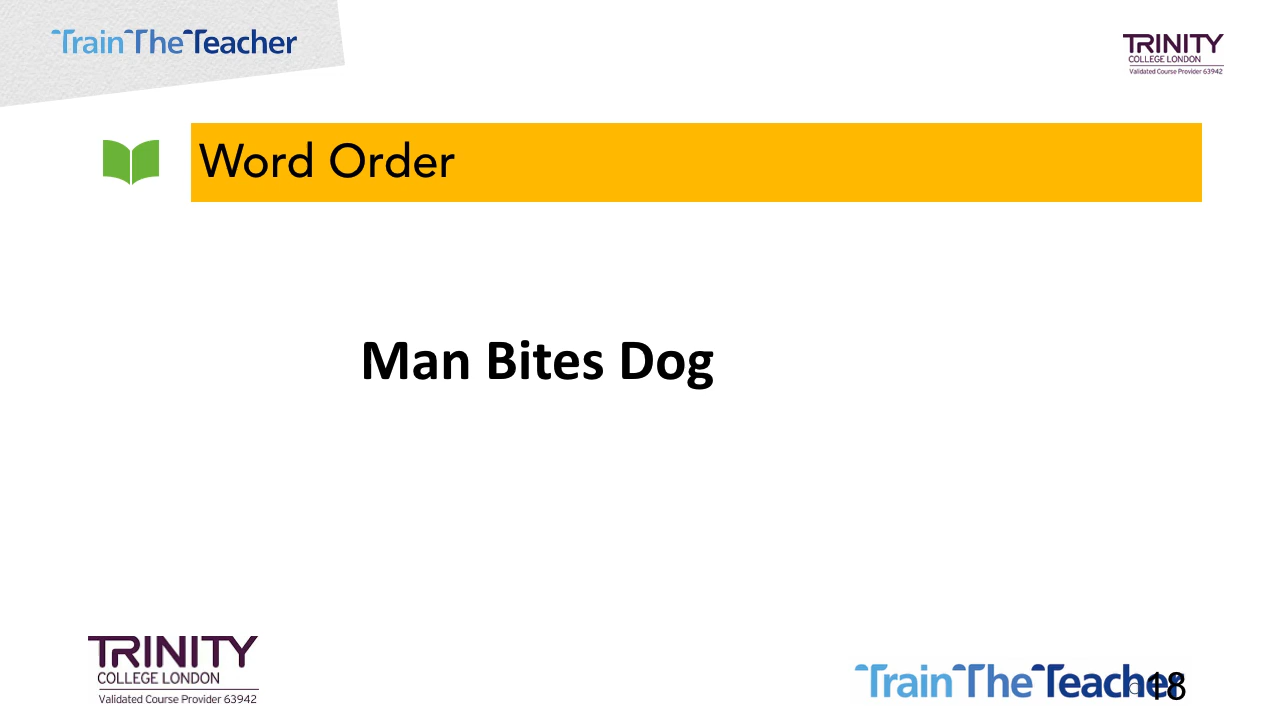 TrainTheTeacher
TRINITY
COLLEGE LONDON
Validated Course Provider 63942
Word Order
Man Bites Dog
TRINITY
COLLEGE LONDON
Validated Course Provider 63942
TrainTheTeacher
18